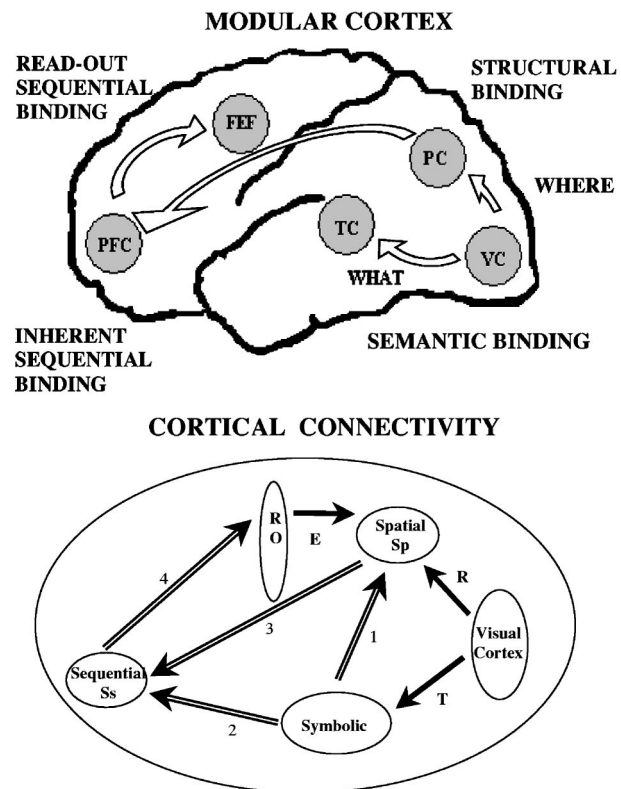 MODULAR CORTEX
READ-OUT
SEQUENTIAL
BINDING
STRUCTURAL
BINDING
FEF
PC
WHERE
PFC
TC
VC
WHAT
INHERENT
SEQUENTIAL
BINDING
SEMANTIC BINDING
CORTICAL CONNECTIVITY
R
O
E
Spatial
Sp
4
R
3
1
Visual
Cortex
Sequential
Ss
T
2
Symbolic